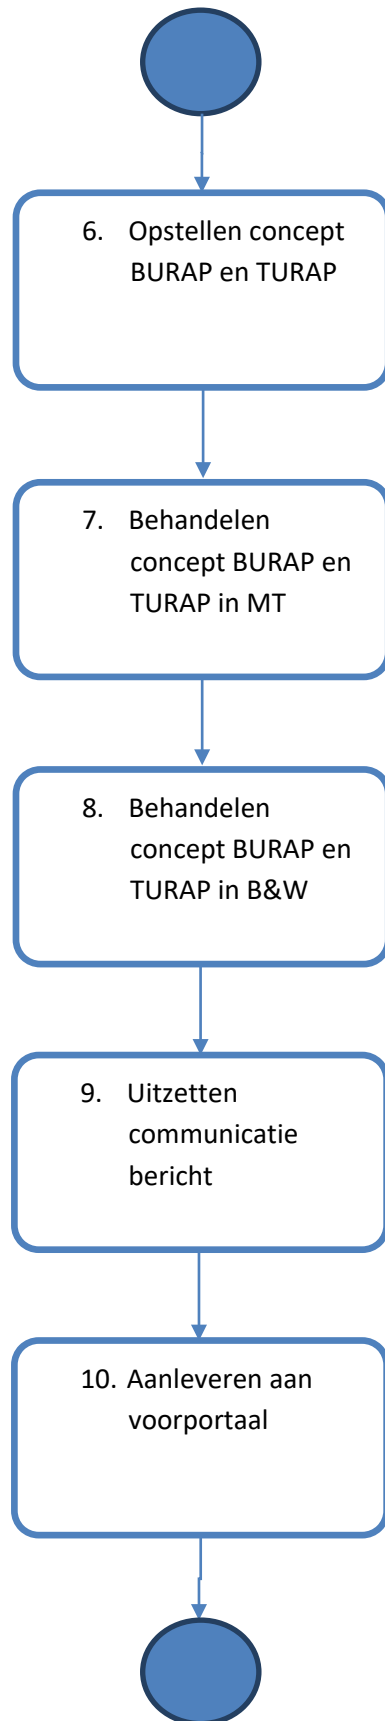 6. Opstellen concept
BURAP en TURAP
7. Behandelen
concept BURAP en
TURAP in MT
8. Behandelen
concept BURAP en
TURAP in B&W
9. Uitzetten
communicatie
bericht
10. Aanleveren aan
voorportaal